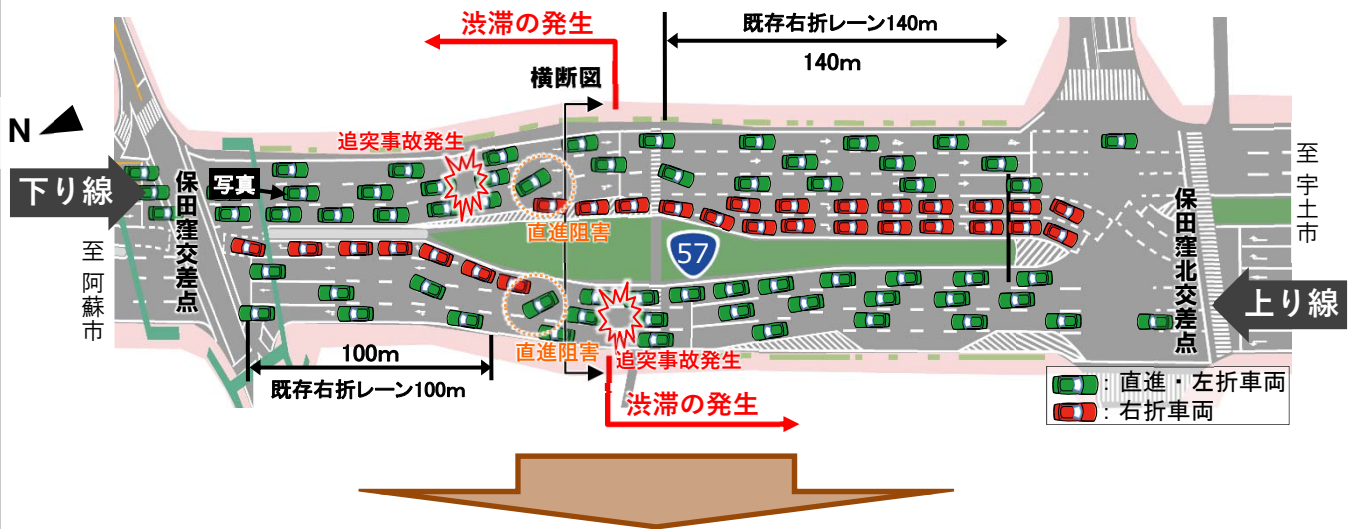 渋滞の発生
既存右折レーン140m
140m
横断図
N
追突事故発生
下り線
写真
保田窪交差点
至 阿蘇市
直進阻害
57
至 宇土市
保田窪北交差点
上り線
直進阻害
追突事故発生
100m
既存右折レーン100m
渋滞の発生
：直進・左折車両
：右折車両